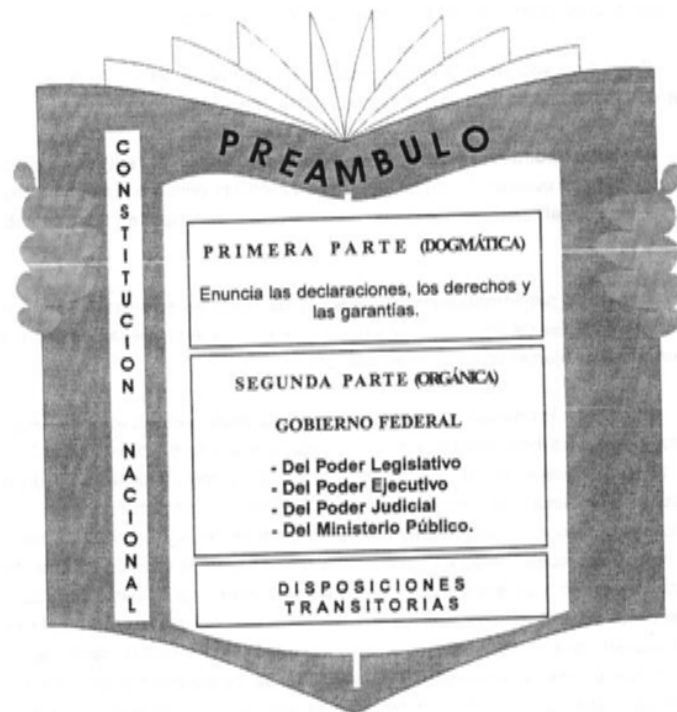 PREAMBULO
CONSTITUCION NACIONAL
PRIMERA PARTE (DOGMÁTICA)
Enuncia las declaraciones, los derechos y
las garantías.
SEGUNDA PARTE (ORGÁNICA)
GOBIERNO FEDERAL
- Del Poder Legislativo
- Del Poder Ejecutivo
- Del Poder Judicial
- Del Ministerio Público.
DISPOSICIONES
TRANSITORIAS